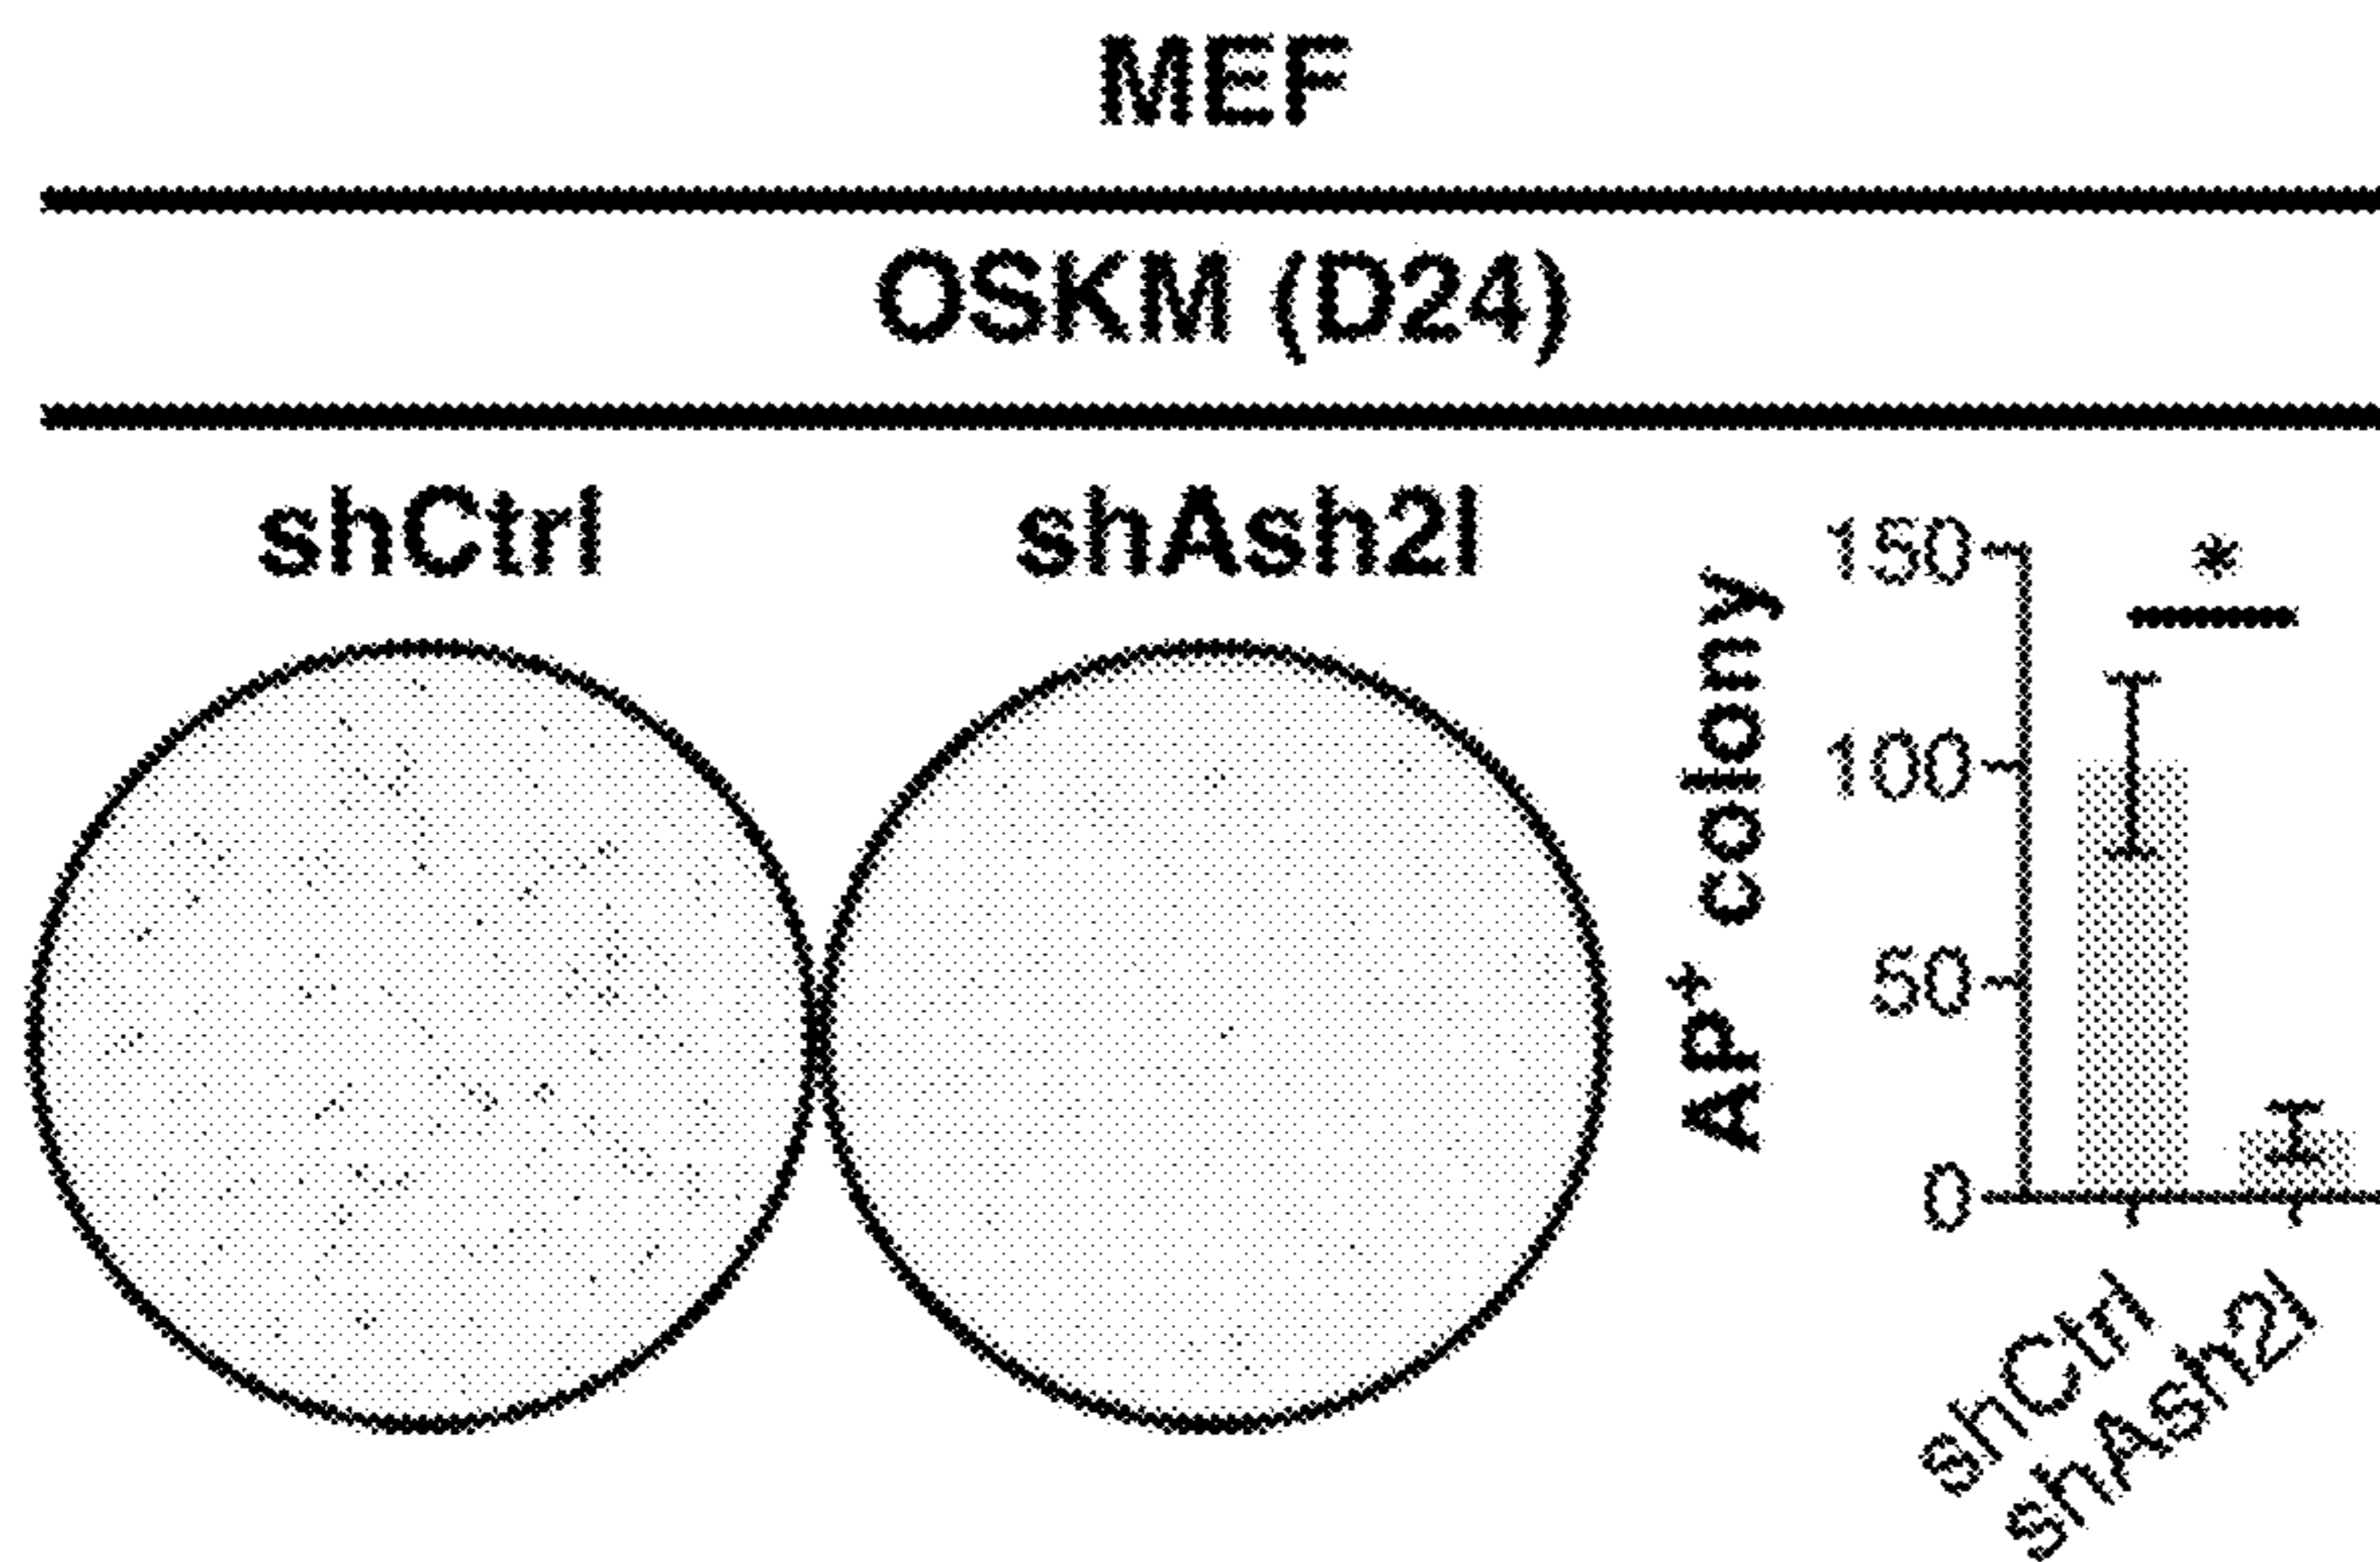 MEF
OSKM (D24)
shCtrl shAsh2l
AP⁺ colony
150
*
100
50
0
shCtrl
shAsh2l